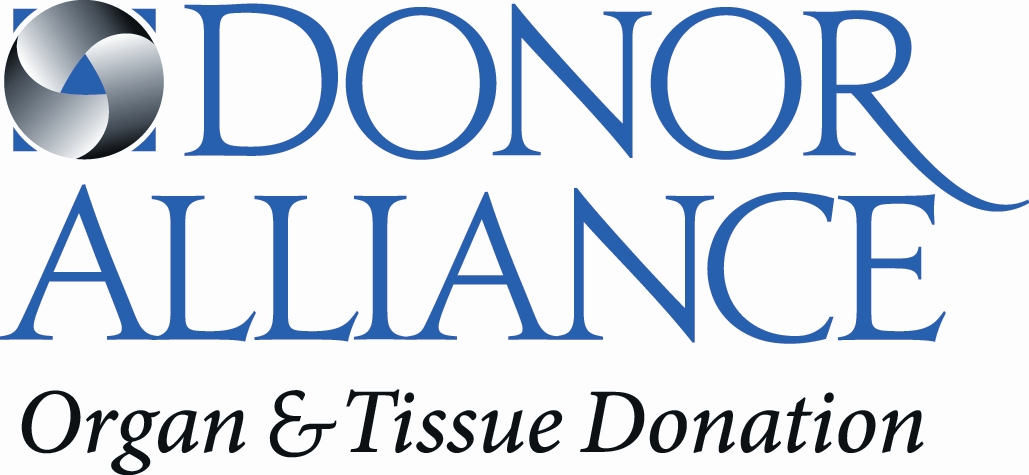 DONOR
ALLIANCE
Organ & Tissue Donation